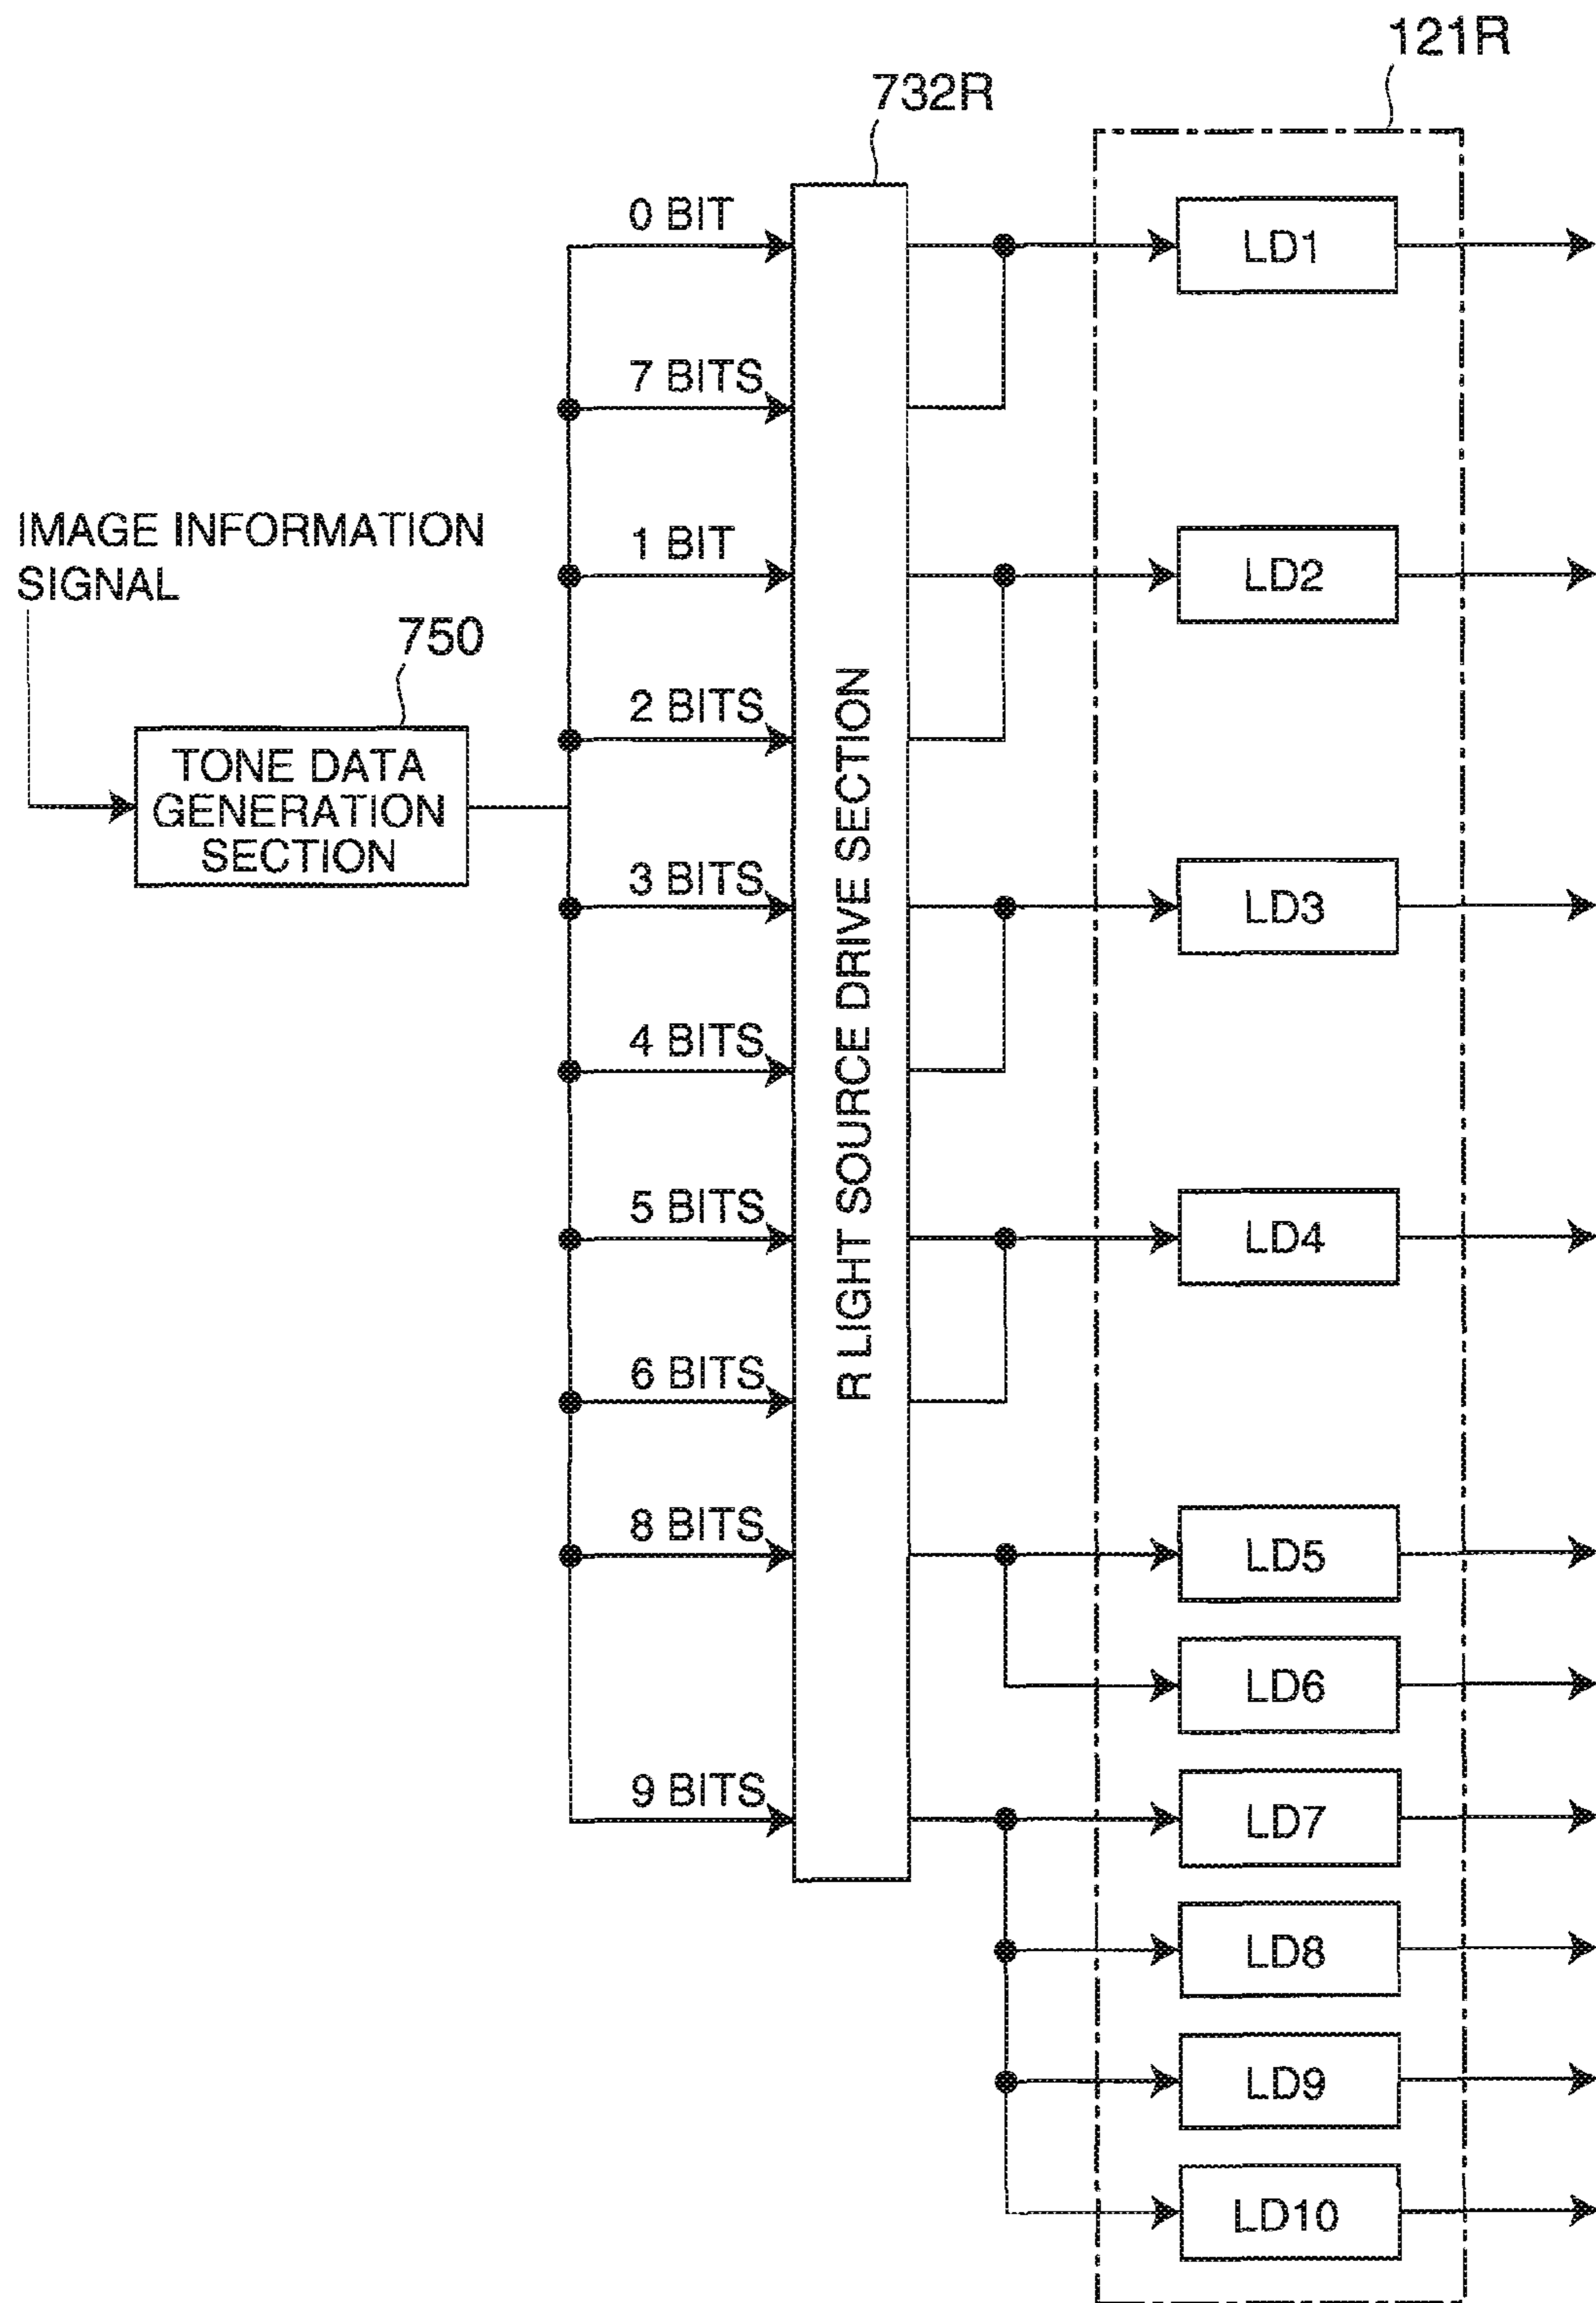 121R
732R
0 BIT
LD1
7 BITS
IMAGE INFORMATION
SIGNAL
1 BIT
LD2
750
2 BITS
TONE DATA
GENERATION
SECTION
R LIGHT SOURCE DRIVE SECTION
3 BITS
LD3
4 BITS
5 BITS
LD4
6 BITS
8 BITS
LD5
LD6
9 BITS
LD7
LD8
LD9
LD10